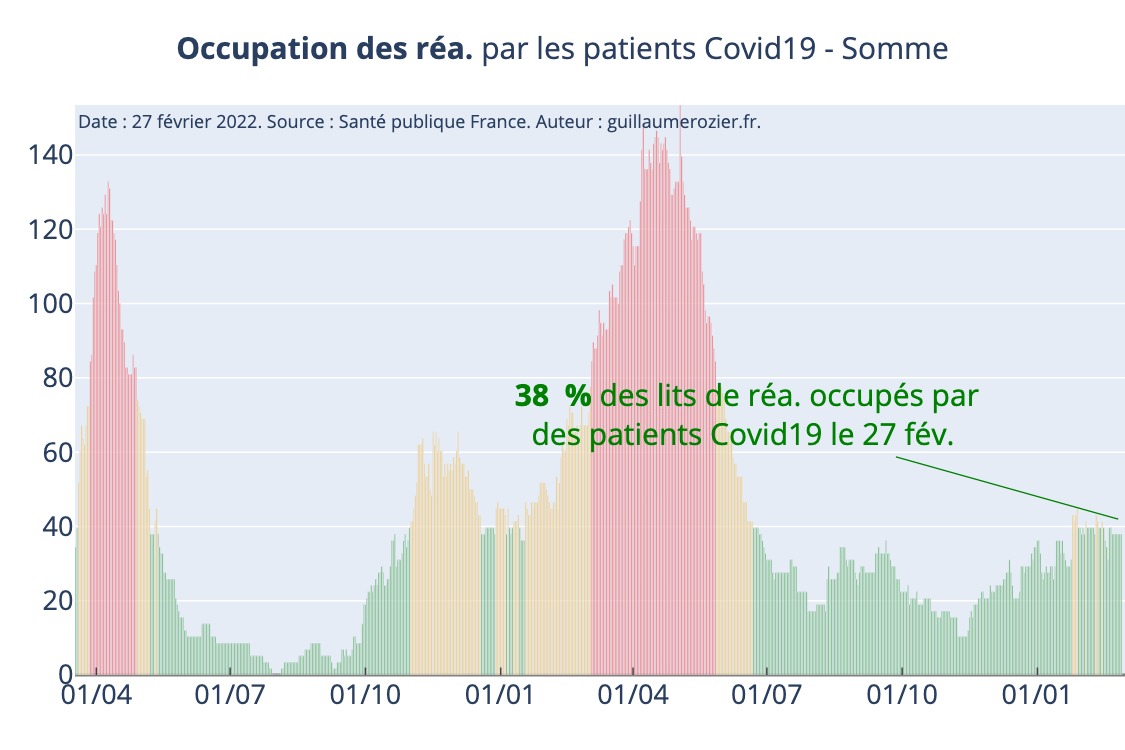 Occupation des réa. par les patients Covid19 - Somme
Date : 27 février 2022. Source : Santé publique France. Auteur : guillaumerozier.fr.
140
120
100
80
60
40
20
0
38 % des lits de réa. occupés par
des patients Covid19 le 27 fév.
01/04 01/07 01/10 01/01 01/04 01/07 01/10 01/01